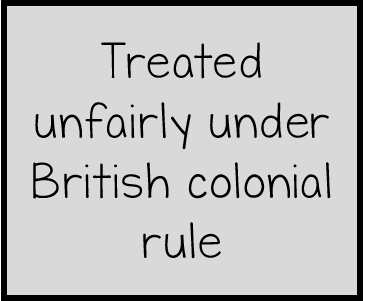 Treated
unfairly under
British colonial
rule